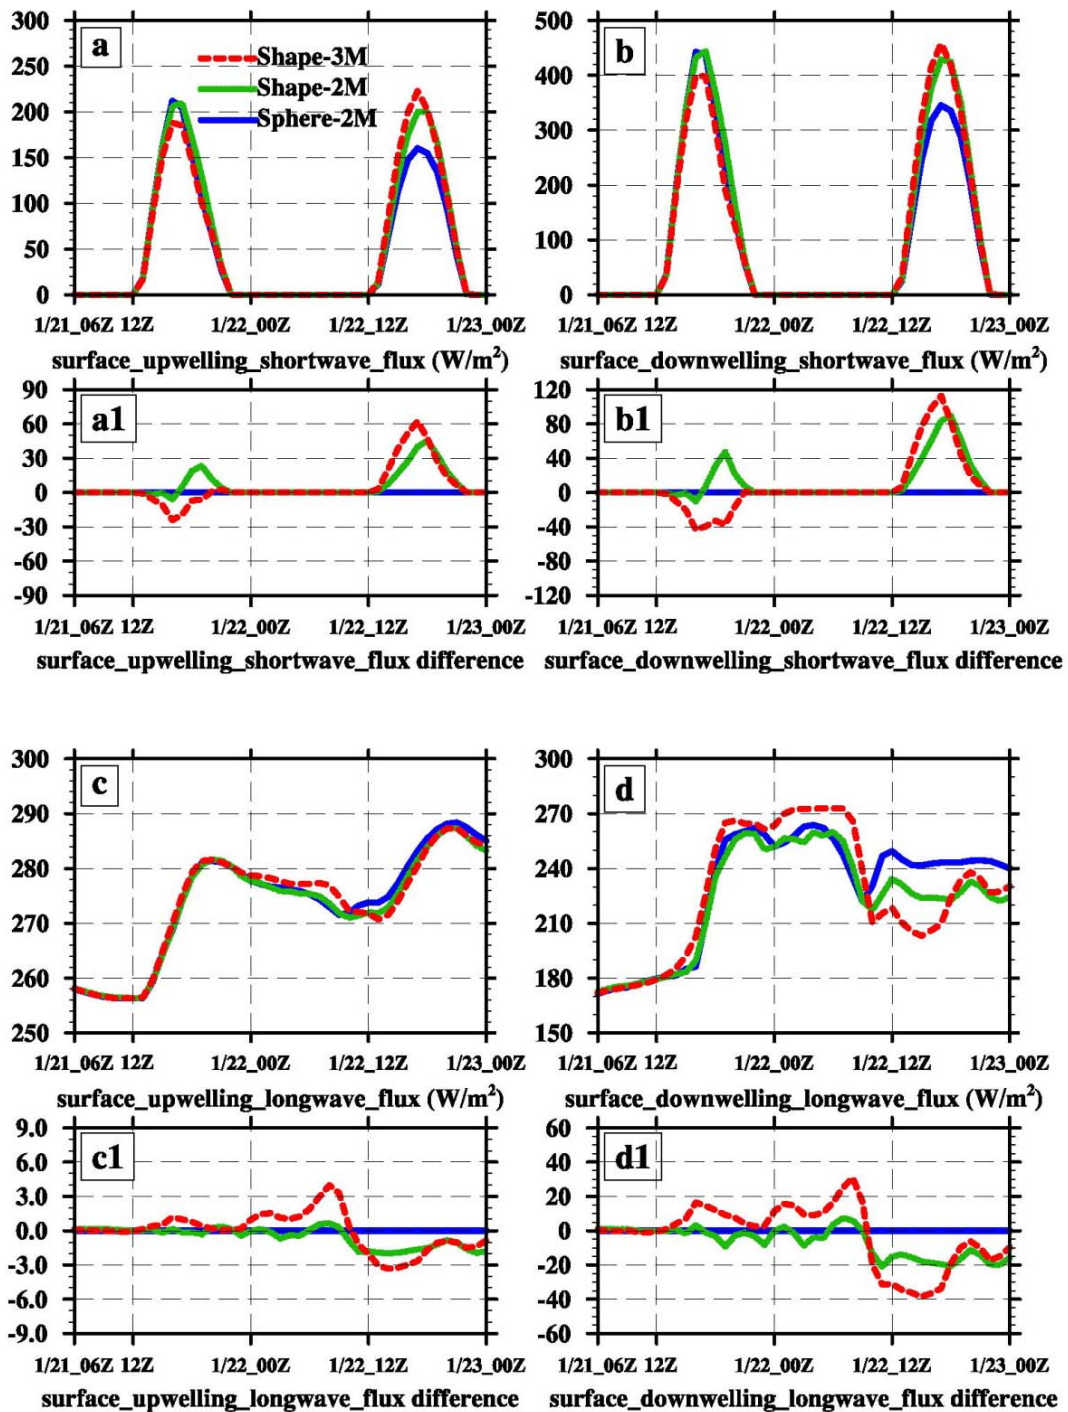 a
Shape-3M
Shape-2M
Sphere-2M
300
250
200
150
100
50
0
1/21_06Z 12Z 1/22_00Z 1/22_12Z 1/23_00Z
surface_upwelling_shortwave_flux (W/m²)
b
500
400
300
200
100
0
1/21_06Z 12Z 1/22_00Z 1/22_12Z 1/23_00Z
surface_downwelling_shortwave_flux (W/m²)
a1
90
60
30
0
-30
-60
-90
1/21_06Z 12Z 1/22_00Z 1/22_12Z 1/23_00Z
surface_upwelling_shortwave_flux difference
b1
120
80
40
0
-40
-80
-120
1/21_06Z 12Z 1/22_00Z 1/22_12Z 1/23_00Z
surface_downwelling_shortwave_flux difference
c
300
290
280
270
260
250
1/21_06Z 12Z 1/22_00Z 1/22_12Z 1/23_00Z
surface_upwelling_longwave_flux (W/m²)
d
300
270
240
210
180
150
1/21_06Z 12Z 1/22_00Z 1/22_12Z 1/23_00Z
surface_downwelling_longwave_flux (W/m²)
c1
9.0
6.0
3.0
0.0
-3.0
-6.0
-9.0
1/21_06Z 12Z 1/22_00Z 1/22_12Z 1/23_00Z
surface_upwelling_longwave_flux difference
d1
60
40
20
0
-20
-40
-60
1/21_06Z 12Z 1/22_00Z 1/22_12Z 1/23_00Z
surface_downwelling_longwave_flux difference